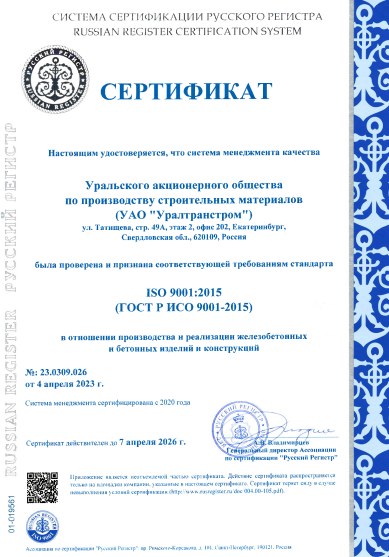 СИСТЕМА СЕРТИФИКАЦИИ РУССКОГО РЕГИСТРА
RUSSIAN REGISTER CERTIFICATION SYSTEM
РУССКИЙ РЕГИСТР
RUSSIAN REGISTER
СЕРТИФИКАТ
Настоящим удостоверяется, что система менеджмента качества
Уральского акционерного общества
по производству строительных материалов
(УАО "Уралтрансtром")
ул. Татищева, стр. 49А, этаж 2, офис 202, Екатеринбург,
Свердловская обл., 620109, Россия
была проверена и признана соответствующей требованиям стандарта
ISO 9001:2015
(ГОСТ Р ИСО 9001-2015)
в отношении производства и реализации железобетонных
и бетонных изделий и конструкций
№: 23.0309.026
от 4 апреля 2023 г.
Система менеджмента сертифицирована с 2020 года
Сертификат действителен до 7 апреля 2026 г.
А.В. Владимирцев
Генеральный директор Ассоциации
по сертификации "Русский Регистр"
Приложение является неотъемлемой частью сертификата. Действие сертификата распространяется
только на площадки компании, указанные в настоящем сертификате. Сертификат теряет силу в случае
невыполнения условий сертификации (http://www.rusregister.ru/doc 004.00-105.pdf).
RUSSIAN REGISTER РУССКИЙ РЕГИСТР
01-019561
ISO 9001
Ассоциация по сертификации "Русский Регистр" пр. Римского-Корсакова, д. 101, Санкт-Петербург, 190121, Россия